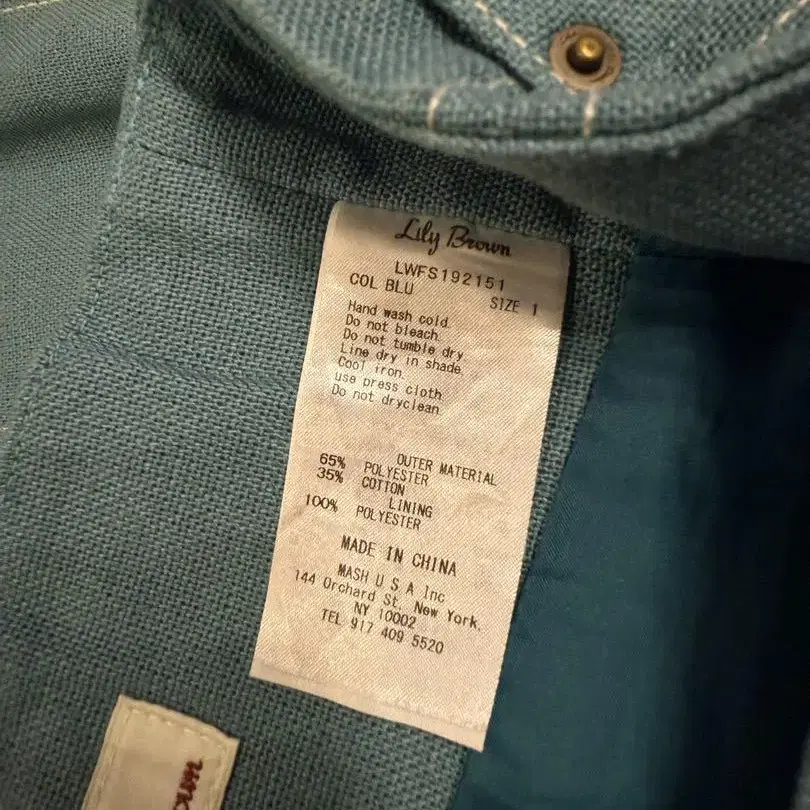 Lily Brown
LWFS192151
COL BLU SIZE 1
Hand wash cold.
Do not bleach.
Do not tumble dry.
Line dry in shade.
Cool iron.
use press cloth
Do not dryclean
OUTER MATERIAL
65% POLYESTER
35% COTTON
LINING
100% POLYESTER
MADE IN CHINA
MASH U S A Inc
144 Orchard St. New York.
NY 10002
TEL 917 409 5520